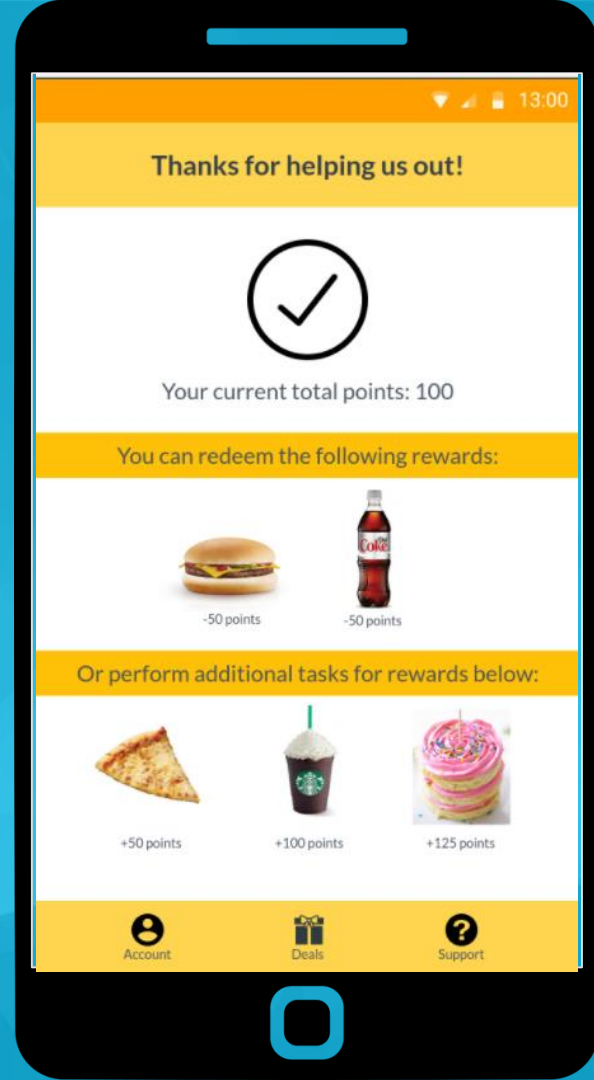 13:00
Thanks for helping us out!
Your current total points: 100
You can redeem the following rewards:
Coke
-50 points
-50 points
Or perform additional tasks for rewards below:
+50 points
+100 points
+125 points
Account
Deals
Support